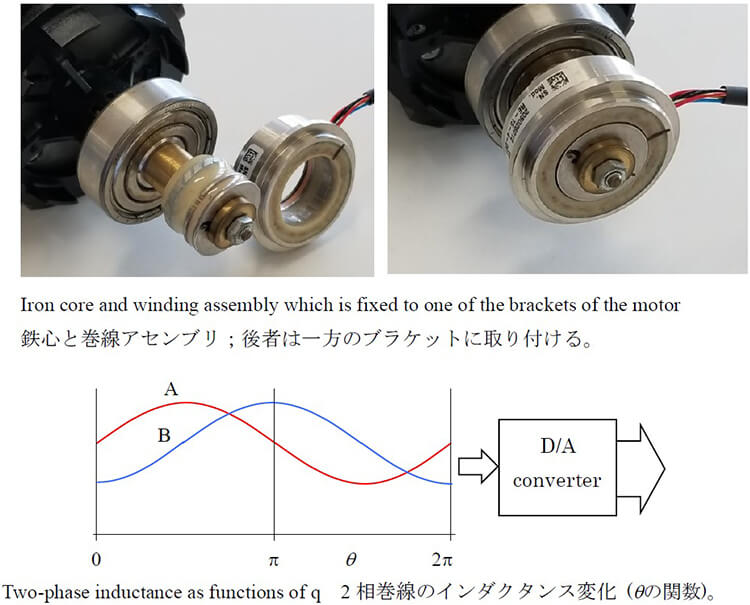 Iron core and winding assembly which is fixed to one of the brackets of the motor
鉄心と巻線アセンブリ；後者は一方のブラケットに取り付ける。
A
B
D/A
converter
0 π θ 2π
Two-phase inductance as functions of q 2 相巻線のインダクタンス変化 (θの関数)。